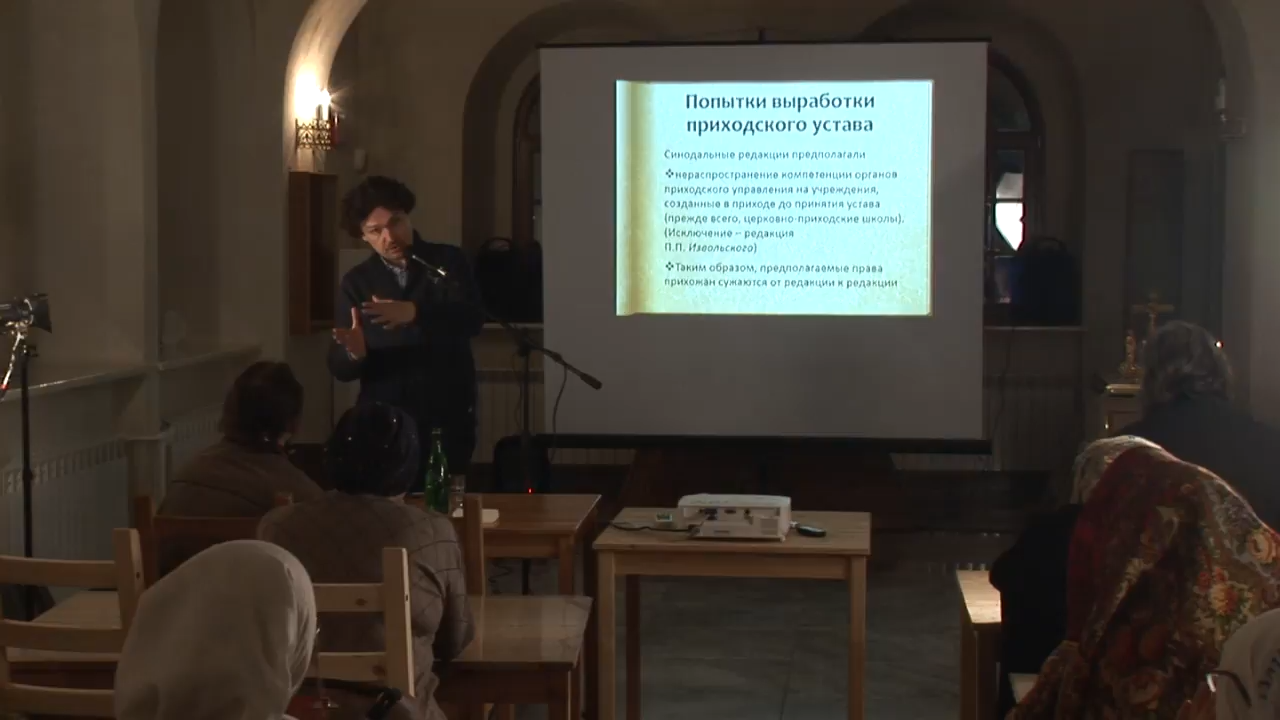 Попытки выработки
приходского устава
Синодальные редакции предполагали
❖нераспространение компетенции органов
приходского управления на учреждения,
созданные в приходе до принятия устава
(прежде всего, церковно-приходские школы).
(Исключение – редакция
П.П. Извольского)
❖Таким образом, предполагаемые права
прихожан сужаются от редакции к редакции